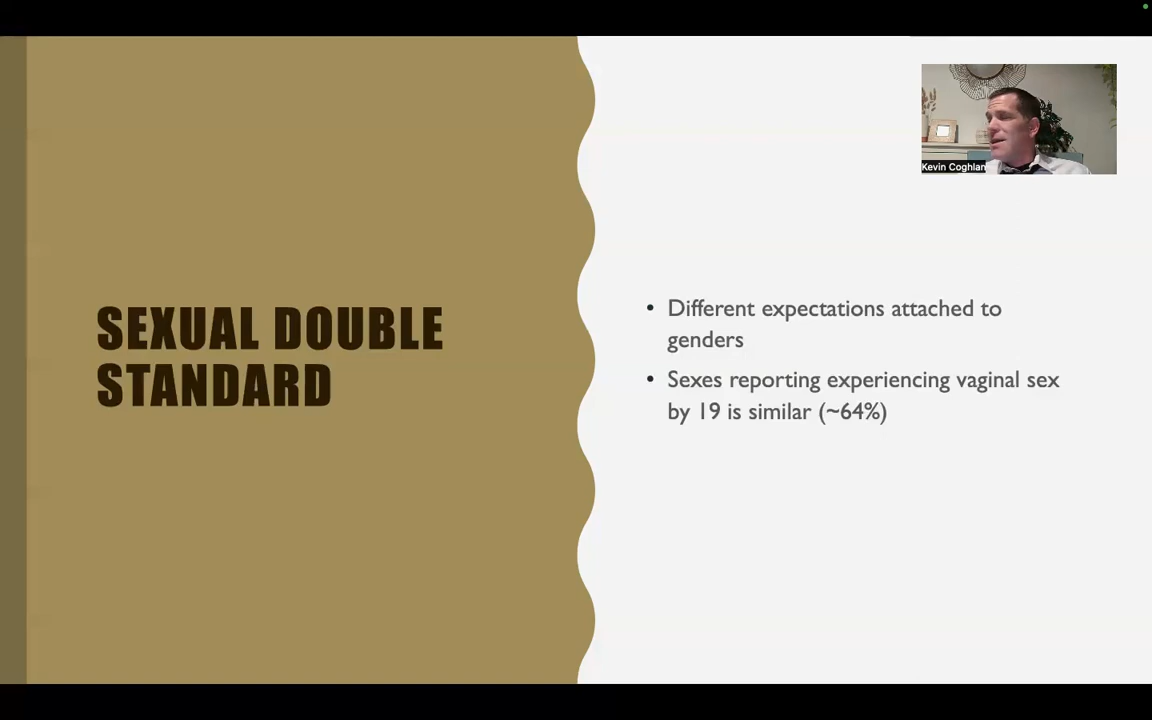 SEXUAL DOUBLE
STANDARD
Kevin Coghlan
• Different expectations attached to
genders
• Sexes reporting experiencing vaginal sex
by 19 is similar (~64%)